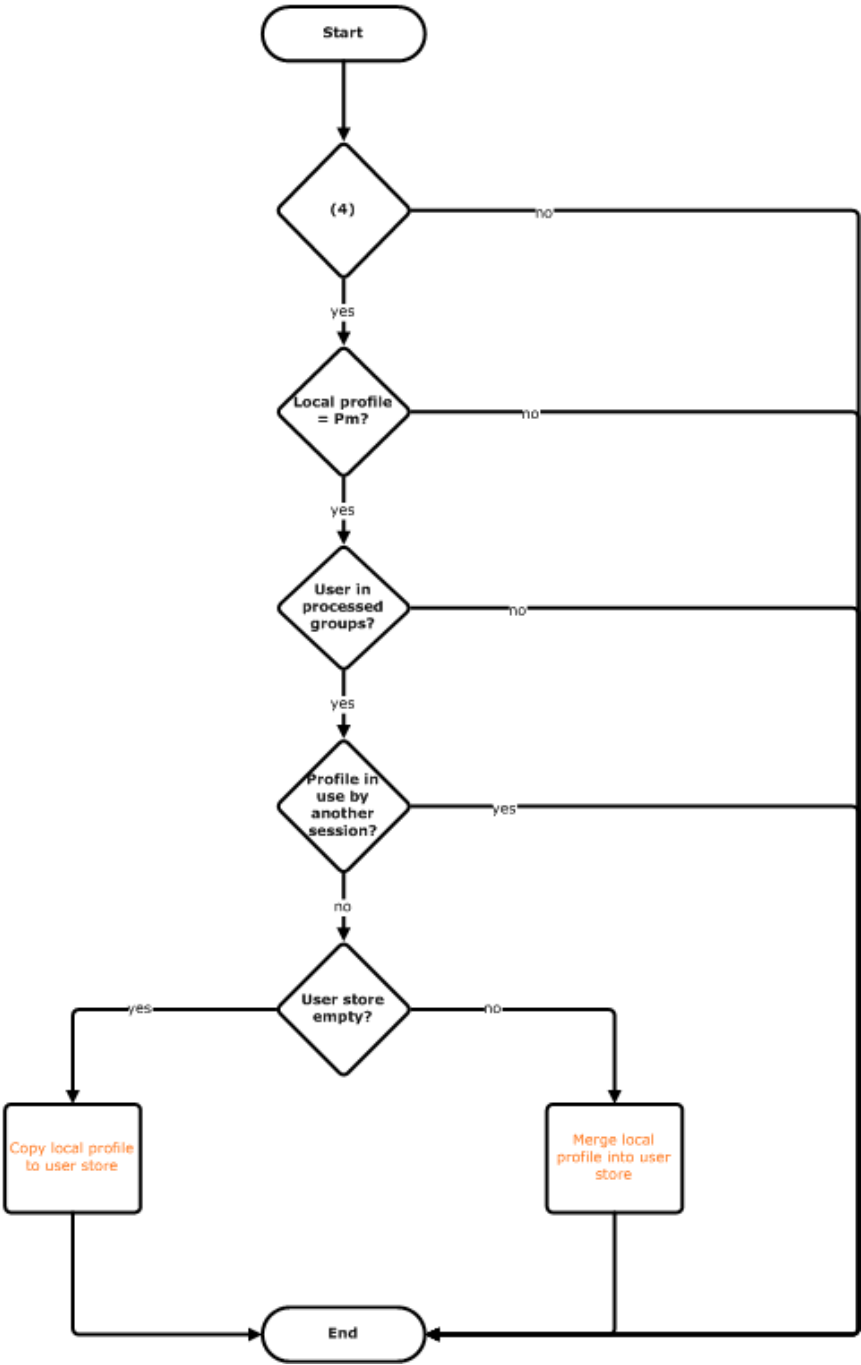 Start
(4)
no
yes
Local profile
= Pm?
no
yes
User in
processed
groups?
no
yes
Profile in
use by
another
session?
yes
no
User store
empty?
yes
no
Copy local profile
to user store
Merge local
profile into user
store
End